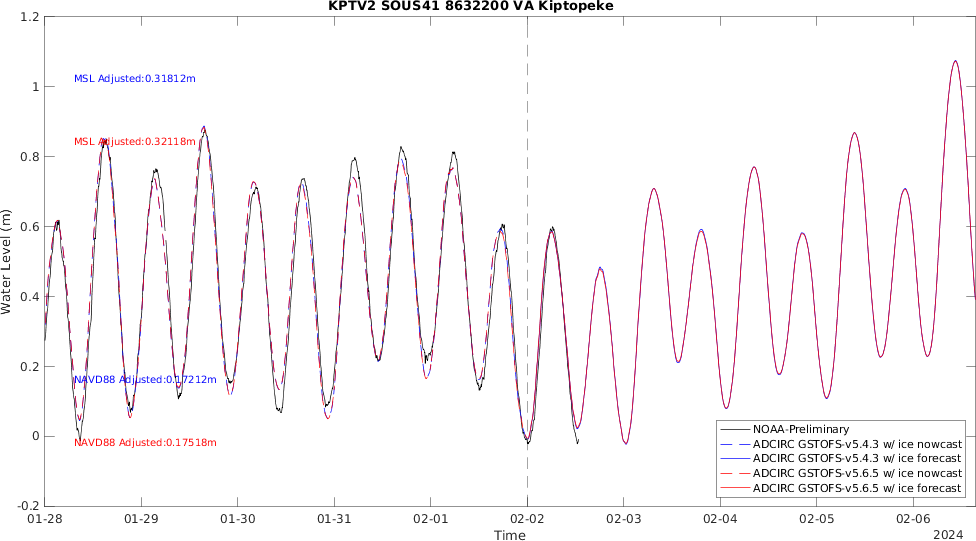 KPTV2 SOUS41 8632200 VA Kiptopeke
1.2
1
0.8
0.6
0.4
0.2
0
-0.2
Water Level (m)
MSL Adjusted:0.31812m
MSL Adjusted:0.32118m
NAVD88 Adjusted:0.17212m
NAVD88 Adjusted:0.17518m
NOAA-Preliminary
ADCIRC GSTOFS-v5.4.3 w/ ice nowcast
ADCIRC GSTOFS-v5.4.3 w/ ice forecast
ADCIRC GSTOFS-v5.6.5 w/ ice nowcast
ADCIRC GSTOFS-v5.6.5 w/ ice forecast
01-28 01-29 01-30 01-31 02-01 02-02 02-03 02-04 02-05 02-06
Time
2024